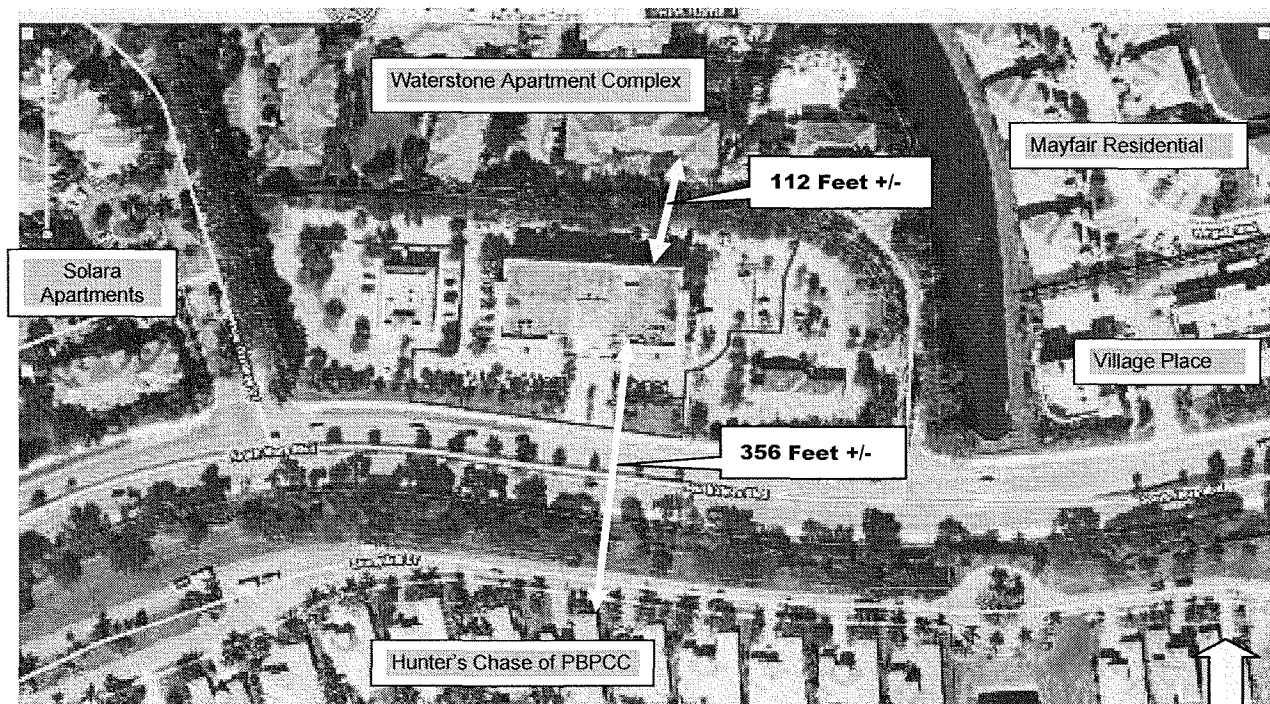 Waterstone Apartment Complex
Mayfair Residential
112 Feet +/-
Solara
Apartments
Village Place
356 Feet +/-
Hunter's Chase of PBPCC